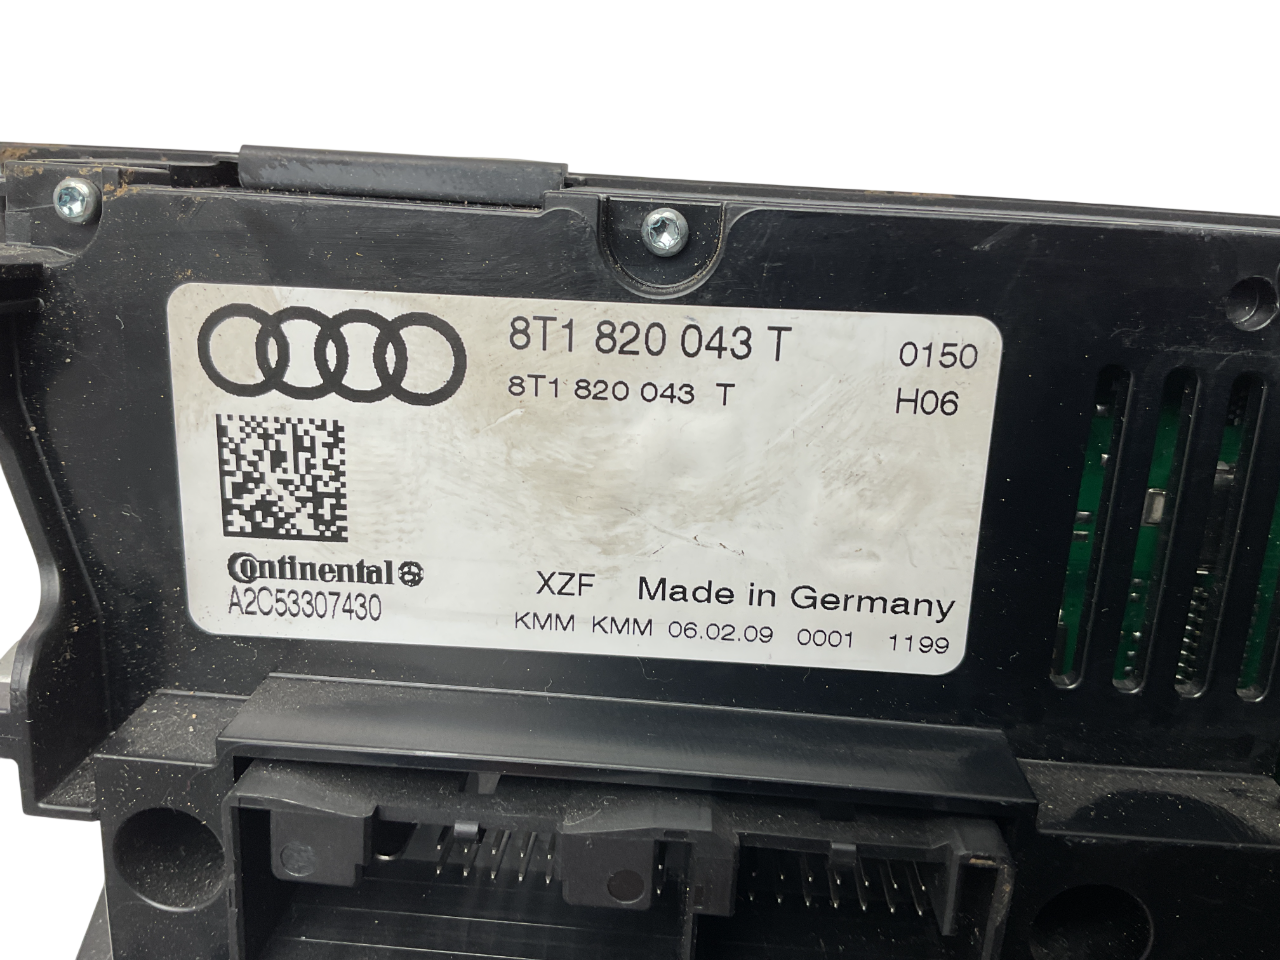 8T1 820 043 T 0150
8T1 820 043 T H06
Continental
A2C53307430
XZF Made in Germany
KMM KMM 06.02.09 0001 1199